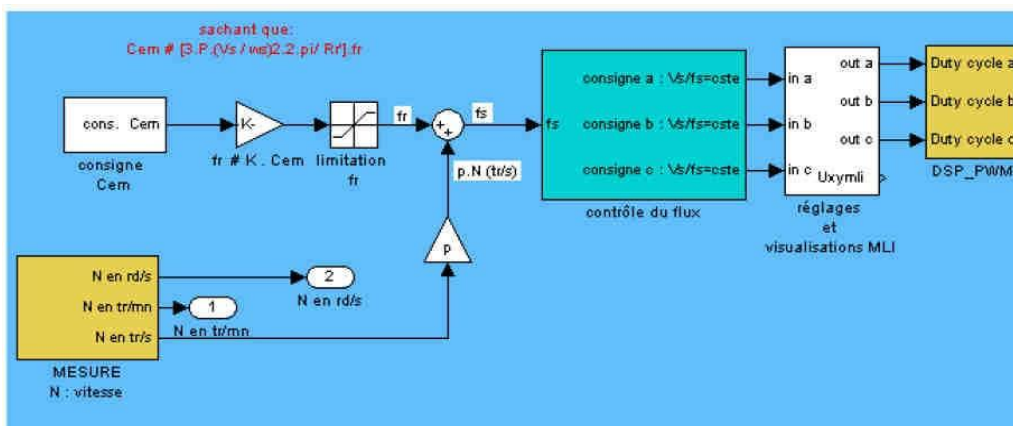 sachant que:
Cem # [3.P.(Vs / ws)2.2.pi/ Rr'].fr
cons. Cem
consigne
Cem
K-
fr # K . Cem
limitation
fr
fr
+
+
fs
p.N (tr/s)
p
fs
consigne a : Vs/fs=cste
consigne b : Vs/fs=cste
consigne c : Vs/fs=cste
contrôle du flux
in a
in b
in c
out a
out b
out c
Uxymli
réglages
et
visualisations MLI
Duty cycle a
Duty cycle b
Duty cycle c
DSP_PWM
N en rd/s
N en tr/mn
N en tr/s
MESURE
N : vitesse
2
N en rd/s
1
N en tr/mn